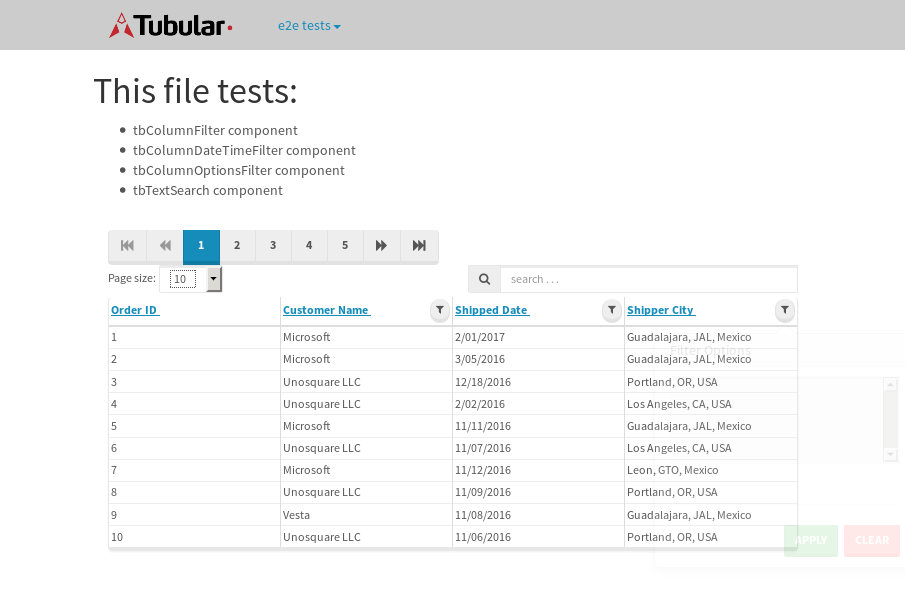 Tubular e2e tests
This file tests:
tbColumnFilter component
tbColumnDateTimeFilter component
tbColumnOptionsFilter component
tbTextSearch component
1 2 3 4 5
Page size: 10 search . . .
Order ID Customer Name Shipped Date Shipper City
1 Microsoft 2/01/2017 Guadalajara, JAL, Mexico
Filter Options
2 Microsoft 3/05/2016 Guadalajara, JAL, Mexico
3 Unosquare LLC 12/18/2016 Portland, OR, USA
4 Unosquare LLC 2/02/2016 Los Angeles, CA, USA
5 Microsoft 11/11/2016 Guadalajara, JAL, Mexico
6 Unosquare LLC 11/07/2016 Los Angeles, CA, USA
7 Microsoft 11/12/2016 Leon, GTO, Mexico
8 Unosquare LLC 11/09/2016 Portland, OR, USA
9 Vesta 11/08/2016 Guadalajara, JAL, Mexico
10 Unosquare LLC 11/06/2016 Portland, OR, USA
APPLY CLEAR